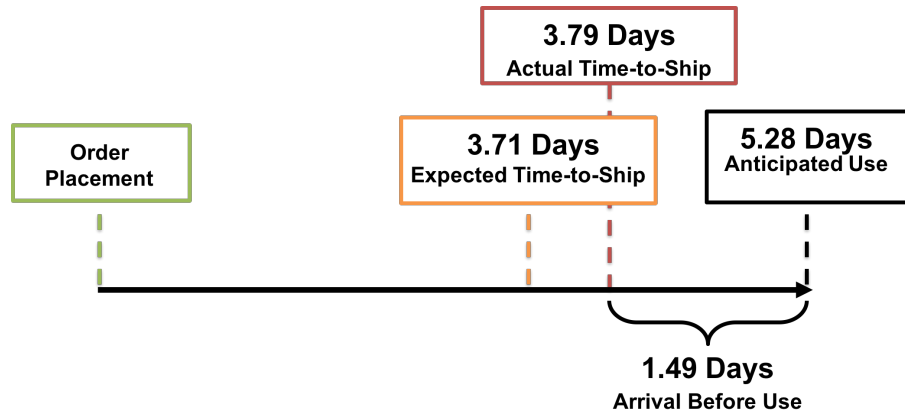 3.79 Days
Actual Time-to-Ship
Order
Placement
3.71 Days
Expected Time-to-Ship
5.28 Days
Anticipated Use
1.49 Days
Arrival Before Use